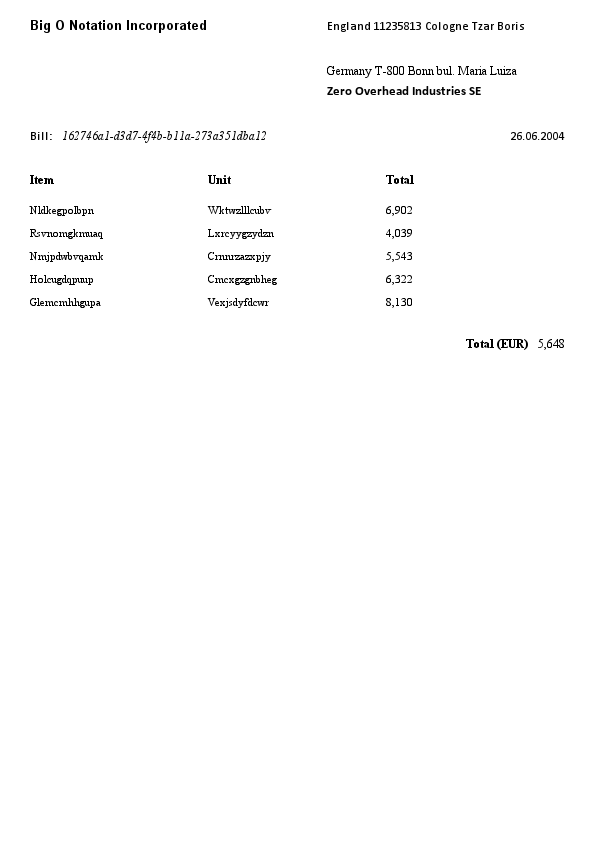 Big O Notation Incorporated England 11235813 Cologne Tzar Boris
Germany T-800 Bonn bul. Maria Luiza
Zero Overhead Industries SE
Bill: 162746a1-d3d7-4f4b-b11a-273a351dba12 26.06.2004
Item Unit Total
Nldkegpolbpn Wktwzlllcubv 6,902
Rsvnomgkmuaq Lxrcyygzydzn 4,039
Nmjpdwbvqamk Crnnrzazxpjy 5,543
Holcugdqpuup Cmcxgzgnbheg 6,322
Glemcmhhgupa Vexjsdyfdcwr 8,130
Total (EUR) 5,648